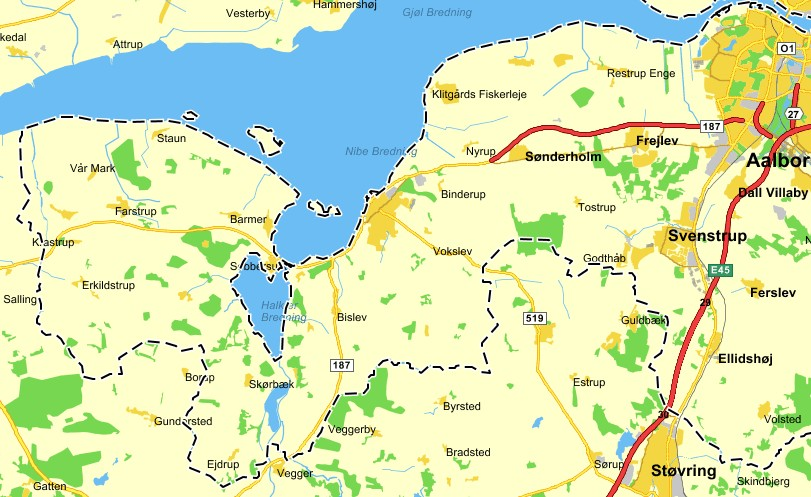 Vesterby
Hammershøj
Gjøl Bredning
kedal
Attrup
O1
Restrup Enge
Klitgårds Fiskerleje
27
187
Staun
Nibe Bredning
Nyrup
Sønderholm
Frejlev
Aalbor
Vår Mark
Binderup
Dall Villaby
Farstrup
Barmer
Tostrup
Svenstrup
Klastrup
Vokslev
Godthåb
E45
Erkildstrup
Salling
Halkær
Bredning
Bislev
519
Guldbæk
29
Ferslev
Ellidshøj
187
Borup
Skørbæk
Estrup
Byrsted
30
Gundersted
Veggerby
Volsted
Bradsted
Ejdrup
Vegger
Sørup
Støvring
Skindbjerg
Gatten